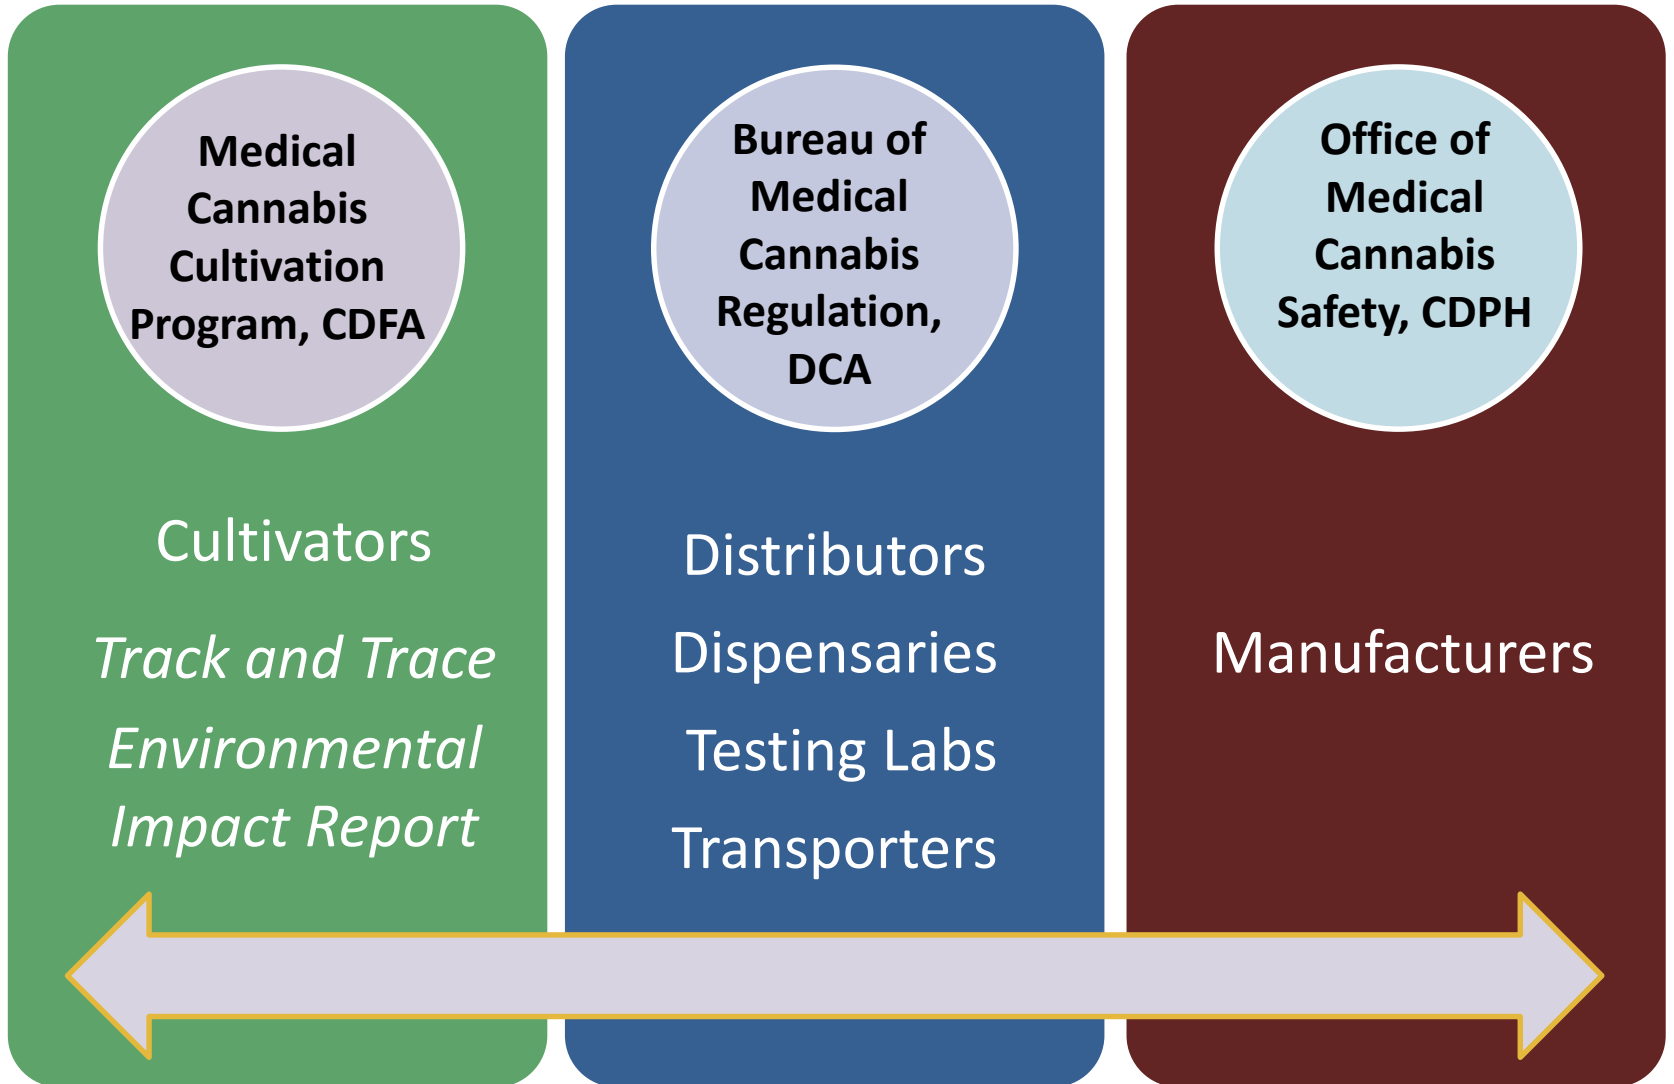 Medical
Cannabis
Cultivation
Program, CDFA
Cultivators
Track and Trace
Environmental
Impact Report
Bureau of
Medical
Cannabis
Regulation,
DCA
Distributors
Dispensaries
Testing Labs
Transporters
Office of
Medical
Cannabis
Safety, CDPH
Manufacturers